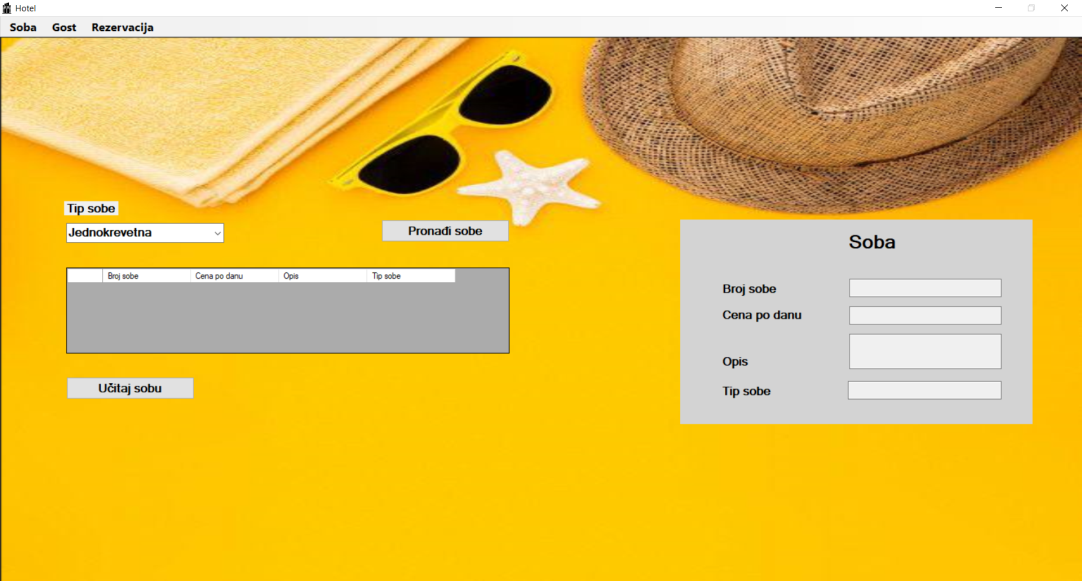 Hotel
Soba Gost Rezervacija
Tip sobe
Jednokrevetna
Pronađi sobe
Broj sobe Cena po danu Opis Tip sobe
Učitaj sobu
Soba
Broj sobe
Cena po danu
Opis
Tip sobe